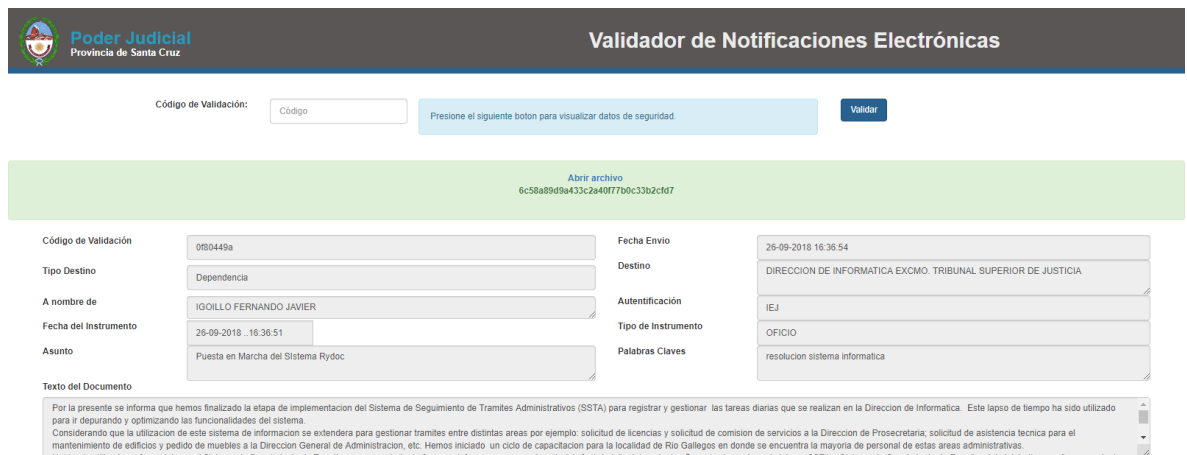 Poder Judicial
Provincia de Santa Cruz
Validador de Notificaciones Electrónicas
Código de Validación:
Código
Presione el siguiente boton para visualizar datos de seguridad.
Validar
Abrir archivo
6c58a89d9a433c2a40f77b0c33b2cfd7
Código de Validación
0f80449a
Fecha Envio
26-09-2018 16:36:54
Tipo Destino
Dependencia
Destino
DIRECCION DE INFORMATICA EXCMO. TRIBUNAL SUPERIOR DE JUSTICIA
A nombre de
IGOILLO FERNANDO JAVIER
Autentificación
IEJ
Fecha del Instrumento
26-09-2018 ..16:36:51
Tipo de Instrumento
OFICIO
Asunto
Puesta en Marcha del SIstema Rydoc
Palabras Claves
resolucion sistema informatica
Texto del Documento
Por la presente se informa que hemos finalizado la etapa de implementacion del Sistema de Seguimiento de Tramites Administrativos (SSTA) para registrar y gestionar las tareas diarias que se realizan en la Direccion de Informatica. Este lapso de tiempo ha sido utilizado
para ir depurando y optimizando las funcionalidades del sistema.
Considerando que la utilizacion de este sistema de informacion se extendera para gestionar tramites entre distintas areas por ejemplo: solicitud de licencias y solicitud de comision de servicios a la Direccion de Prosecretaria; solicitud de asistencia tecnica para el
mantenimiento de edificios y pedido de muebles a la Direccion General de Administracion, etc. Hemos iniciado un ciclo de capacitacion para la localidad de Rio Gallegos en donde se encuentra la mayoria de personal de estas areas administrativas.